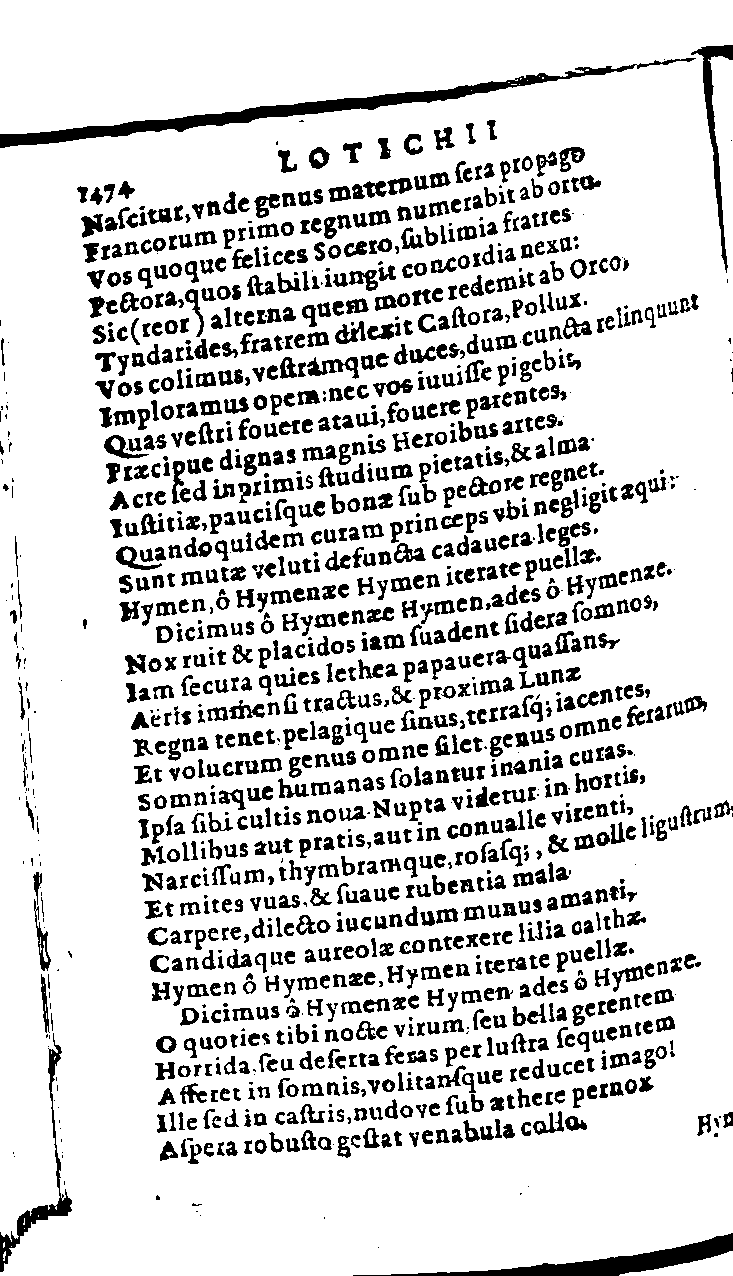 LOTICHII
1474
Naſcitur, vnde genus maternum ſera propago
Francorum primo regnum numerabit ab ortu.
Vos quoque felices Socero, ſublimia fratres
Pectora, quos ſtabili iungit concordia nexu:
Sic (reor) alterna quem morte redemit ab Orco,
Tyndarides, fratrem dilexit Caſtora, Pollux.
Vos colimus, veſtramque duces, dum cuncta relinquunt
Imploramus opem: nec vos iuuiſſe pigebit,
Quas veſtri fouere ataui, fouere parentes,
Præcipue dignas magnis Heroibus artes.
Acre ſed inprimis ſtudium pietatis, & alma
Iuſtitiæ, pauciſque bonæ ſub pectore regnet.
Quandoquidem curam princeps vbi negligit æqui:
Sunt mutæ veluti defuncta cadauera leges.
Hymen, ô Hymenæe Hymen iterate puellæ.
Dicimus ô Hymenæe Hymen, ades ô Hymenæe.
Nox ruit & placidos iam ſuadent ſidera ſomnos,
Iam ſecura quies lethea papauera quaſſans,
Aëris immenſi tractus, & proxima Lunæ
Regna tenet, pelagique ſinus, terraſq́; iacentes,
Et volucrum genus omne ſilet genus omne ferarum,
Somniaque humanas ſolantur inania curas.
Ipſa ſibi cultis noua Nupta videtur in hortis,
Mollibus aut pratis, aut in conualle virenti,
Narciſſum, thymbramque, roſaſq́;, & molle liguſtrum,
Et mites vuas, & ſuaue rubentia mala
Carpere, dilecto iucundum munus amanti,
Candidaque aureolæ contexere lilia calthæ.
Hymen ô Hymenæe, Hymen iterate puellæ.
Dicimus ô Hymenæe Hymen ades ô Hymenæe.
O quoties tibi nocte virum, ſeu bella gerentem
Horrida, ſeu deſerta feras per luſtra ſequentem
Afferet in ſomnis, volitanſque reducet imago!
Ille ſed in caſtris, nudove ſub æthere pernox
Aſpera robuſto geſtat venabula collo.
Hym